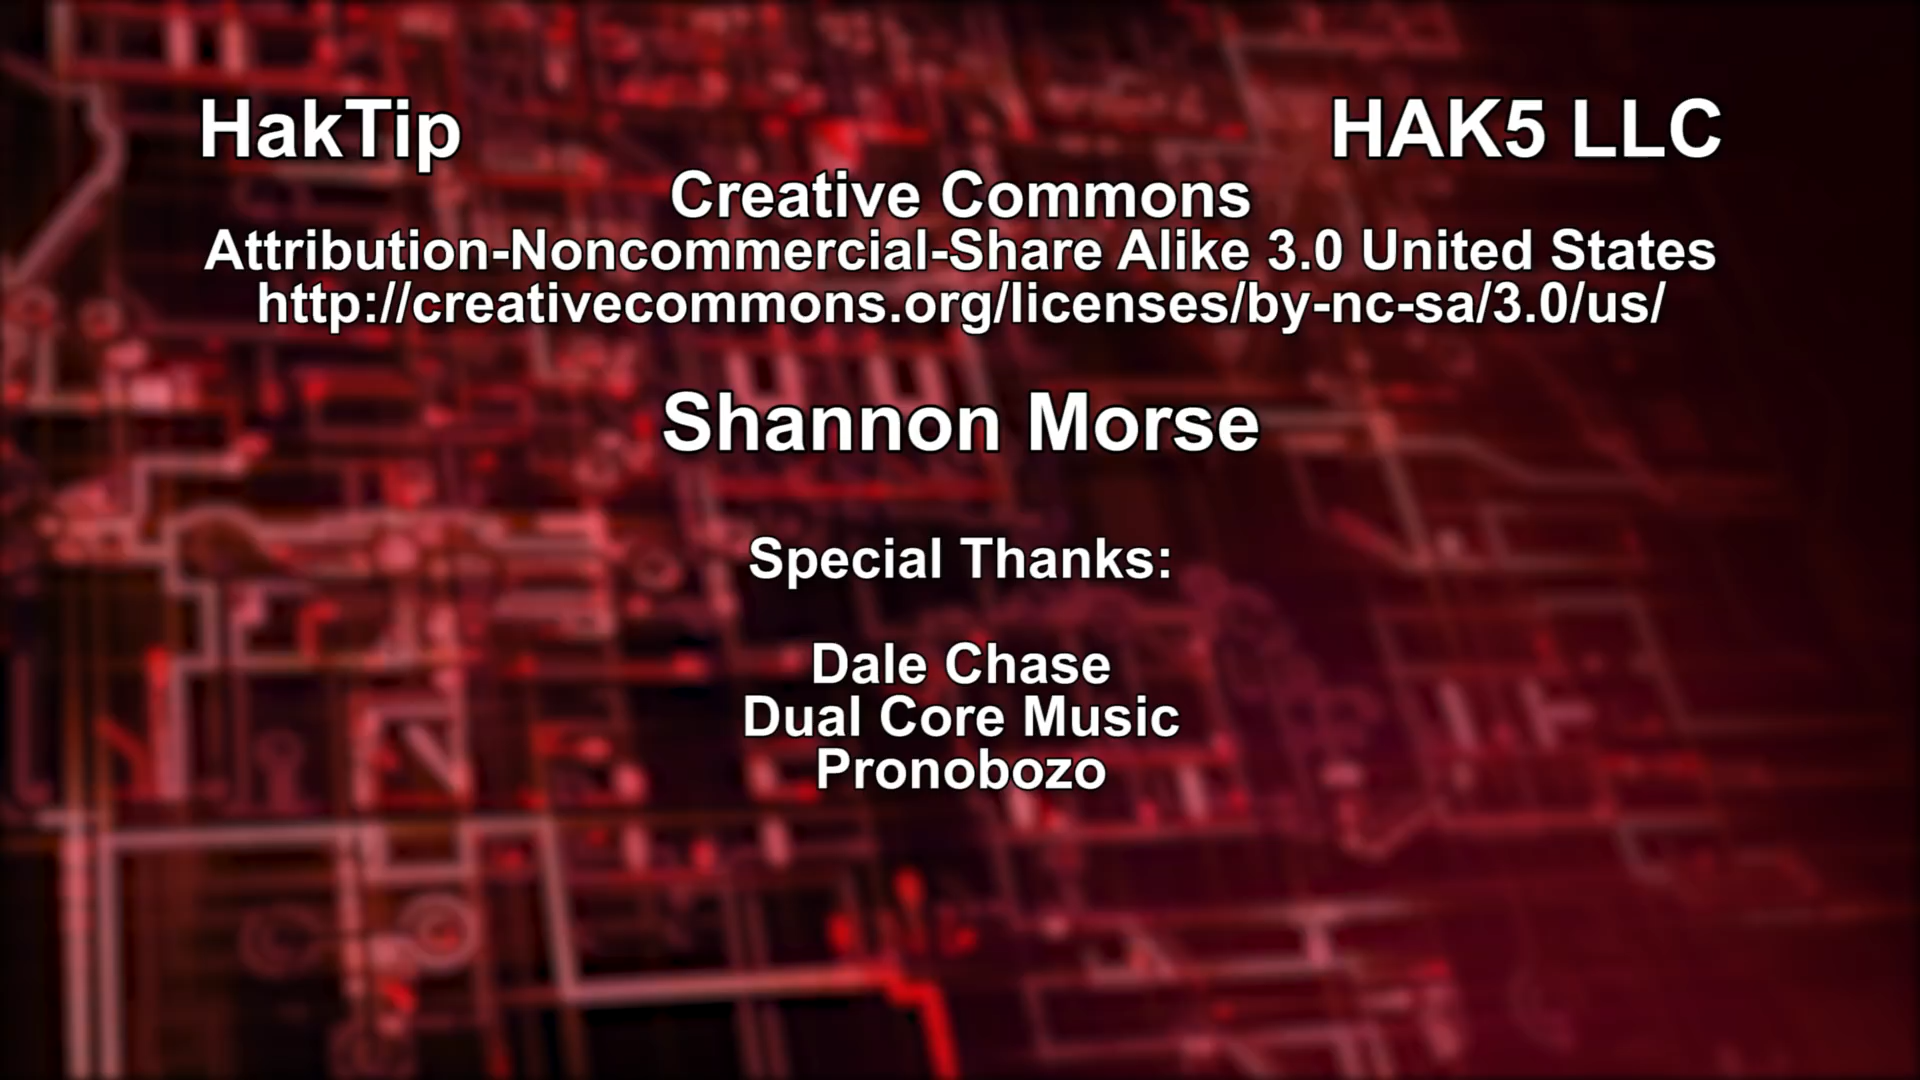 HakTip HAK5 LLC
Creative Commons
Attribution-Noncommercial-Share Alike 3.0 United States
http://creativecommons.org/licenses/by-nc-sa/3.0/us/
Shannon Morse
Special Thanks:
Dale Chase
Dual Core Music
Pronobozo